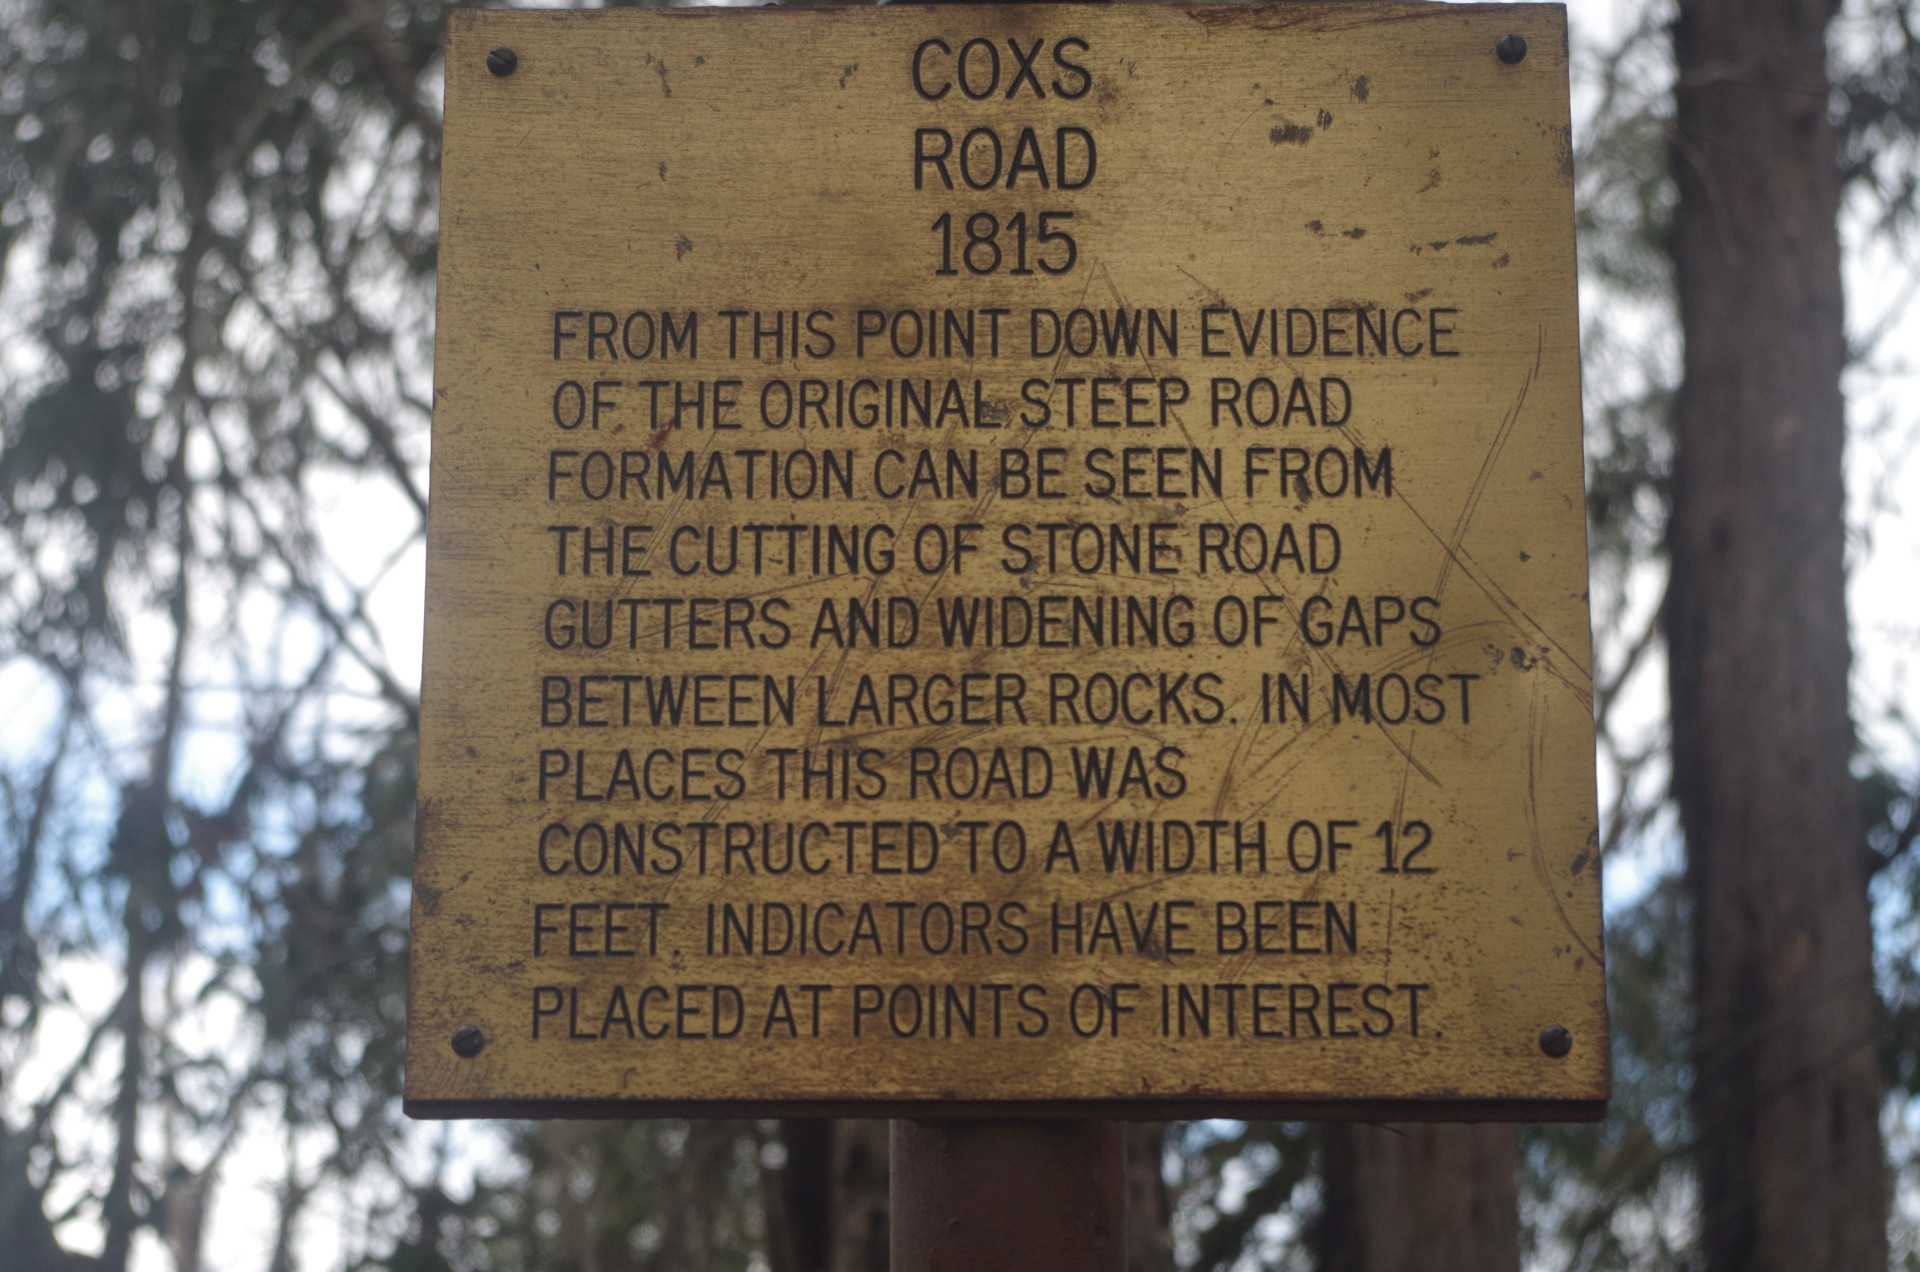 COXS
ROAD
1815
FROM THIS POINT DOWN EVIDENCE
OF THE ORIGINAL STEEP ROAD
FORMATION CAN BE SEEN FROM
THE CUTTING OF STONE ROAD
GUTTERS AND WIDENING OF GAPS
BETWEEN LARGER ROCKS. IN MOST
PLACES THIS ROAD WAS
CONSTRUCTED TO A WIDTH OF 12
FEET. INDICATORS HAVE BEEN
PLACED AT POINTS OF INTEREST.